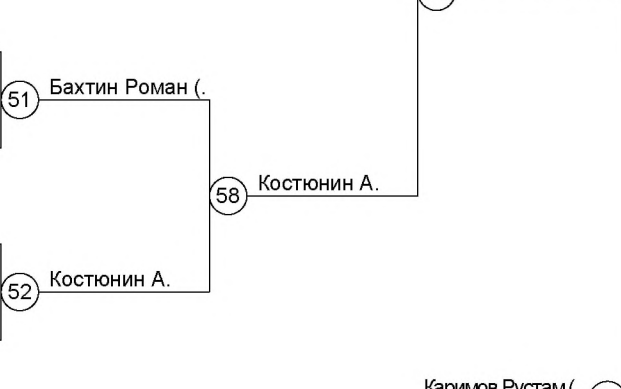 51 Бахтин Роман (.
58 Костюнин А.
52 Костюнин А.
Каримов Рустам (